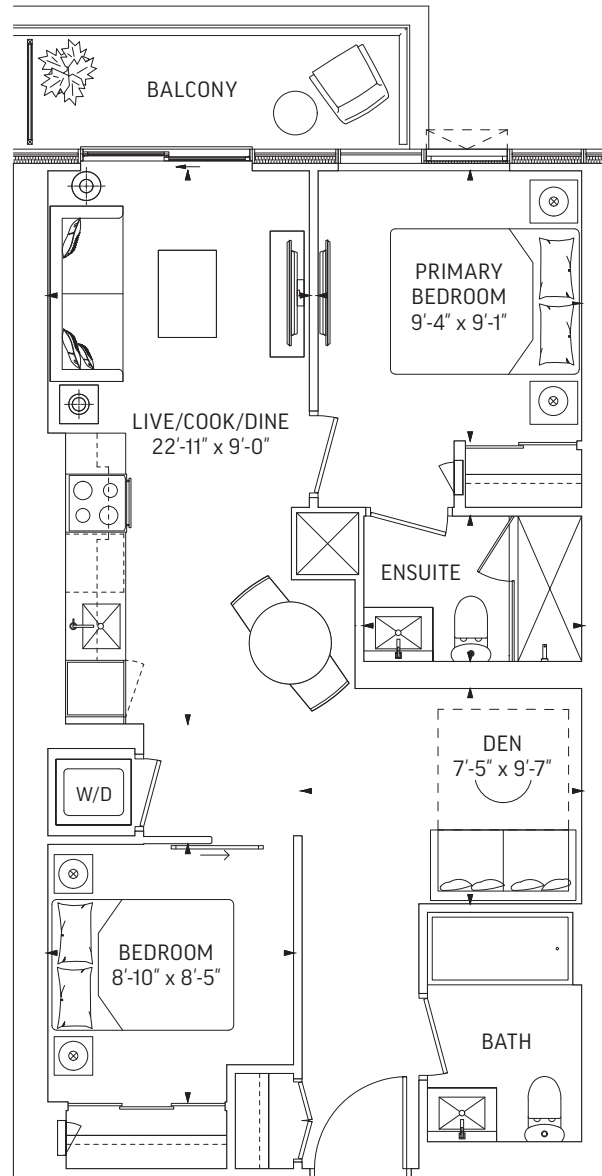 BALCONY
PRIMARY
BEDROOM
9'-4" x 9'-1"
LIVE/COOK/DINE
22'-11" x 9'-0"
ENSUITE
DEN
7'-5" x 9'-7"
W/D
BEDROOM
8'-10" x 8'-5"
BATH